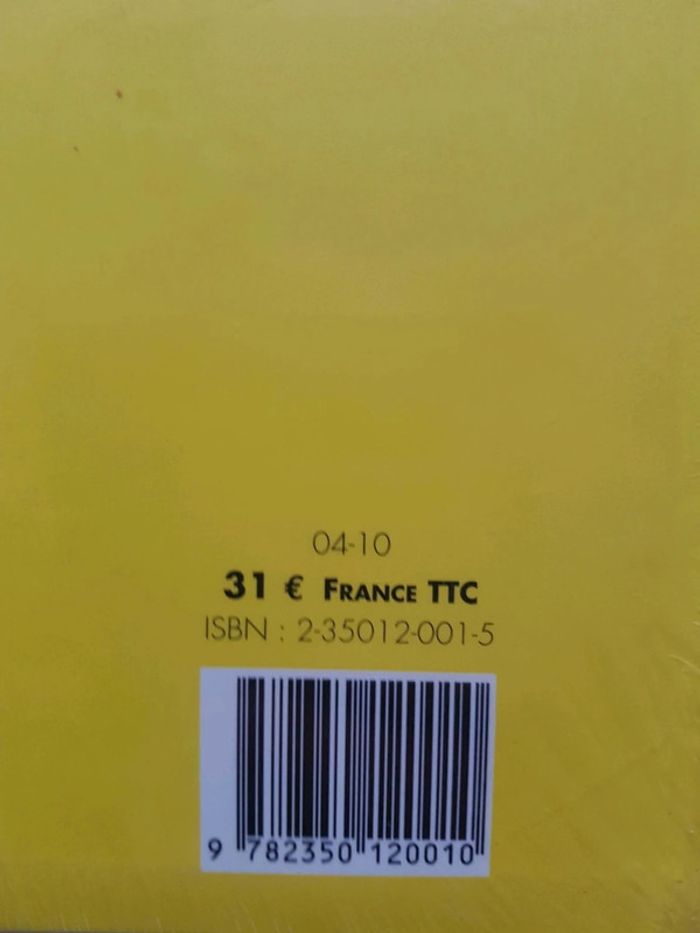 04-10
31 € FRANCE TTC
ISBN : 2-35012-001-5
9 782350 120010